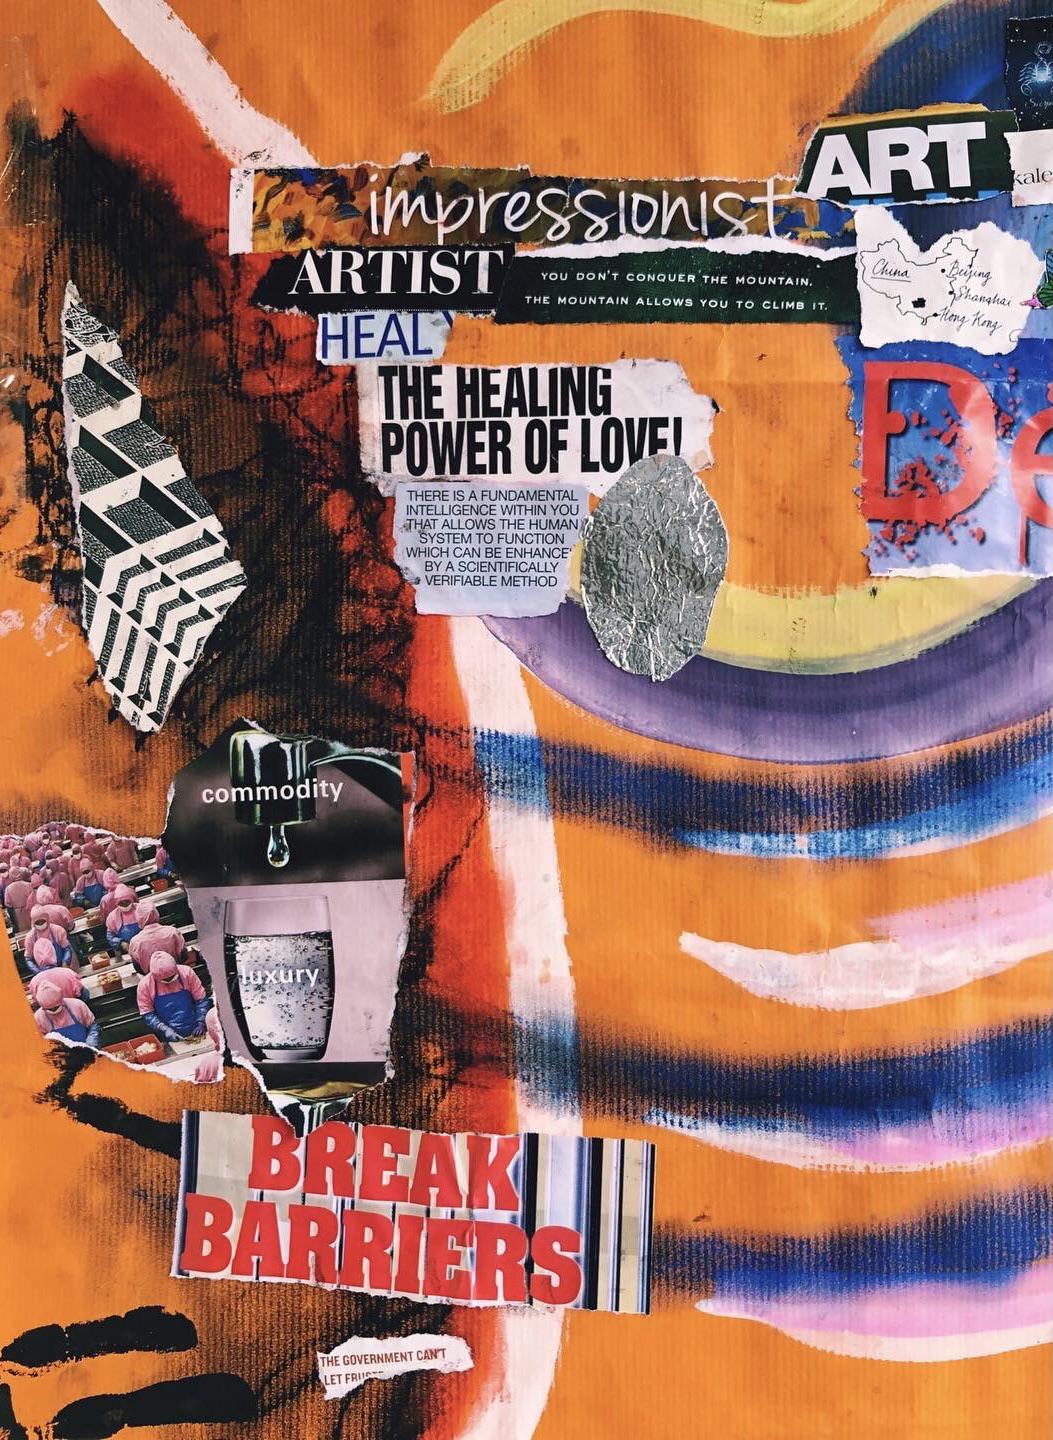 ART
kale
impressionist
ARTIST
YOU DON'T CONQUER THE MOUNTAIN.
THE MOUNTAIN ALLOWS YOU TO CLIMB IT.
China
Beijing
Shanghai
Hong Kong
HEAL
THE HEALING
POWER OF LOVE!
De
THERE IS A FUNDAMENTAL
INTELLIGENCE WITHIN YOU
THAT ALLOWS THE HUMAN
SYSTEM TO FUNCTION
WHICH CAN BE ENHANCE
BY A SCIENTIFICALLY
VERIFIABLE METHOD
commodity
luxury
BREAK
BARRIERS
THE GOVERNMENT CAN'T
LET